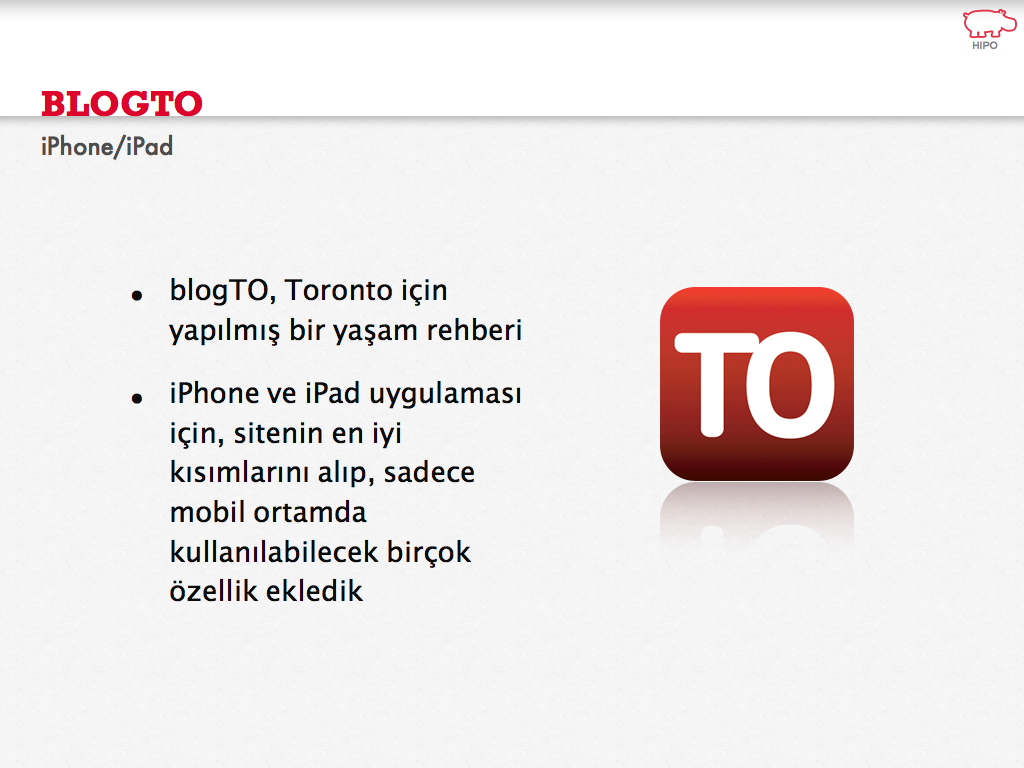 HIPO
BLOGTO
iPhone/iPad
• blogTO, Toronto için
yapılmış bir yaşam rehberi
• iPhone ve iPad uygulaması
için, sitenin en iyi
kısımlarını alıp, sadece
mobil ortamda
kullanılabilecek birçok
özellik ekledik
TO